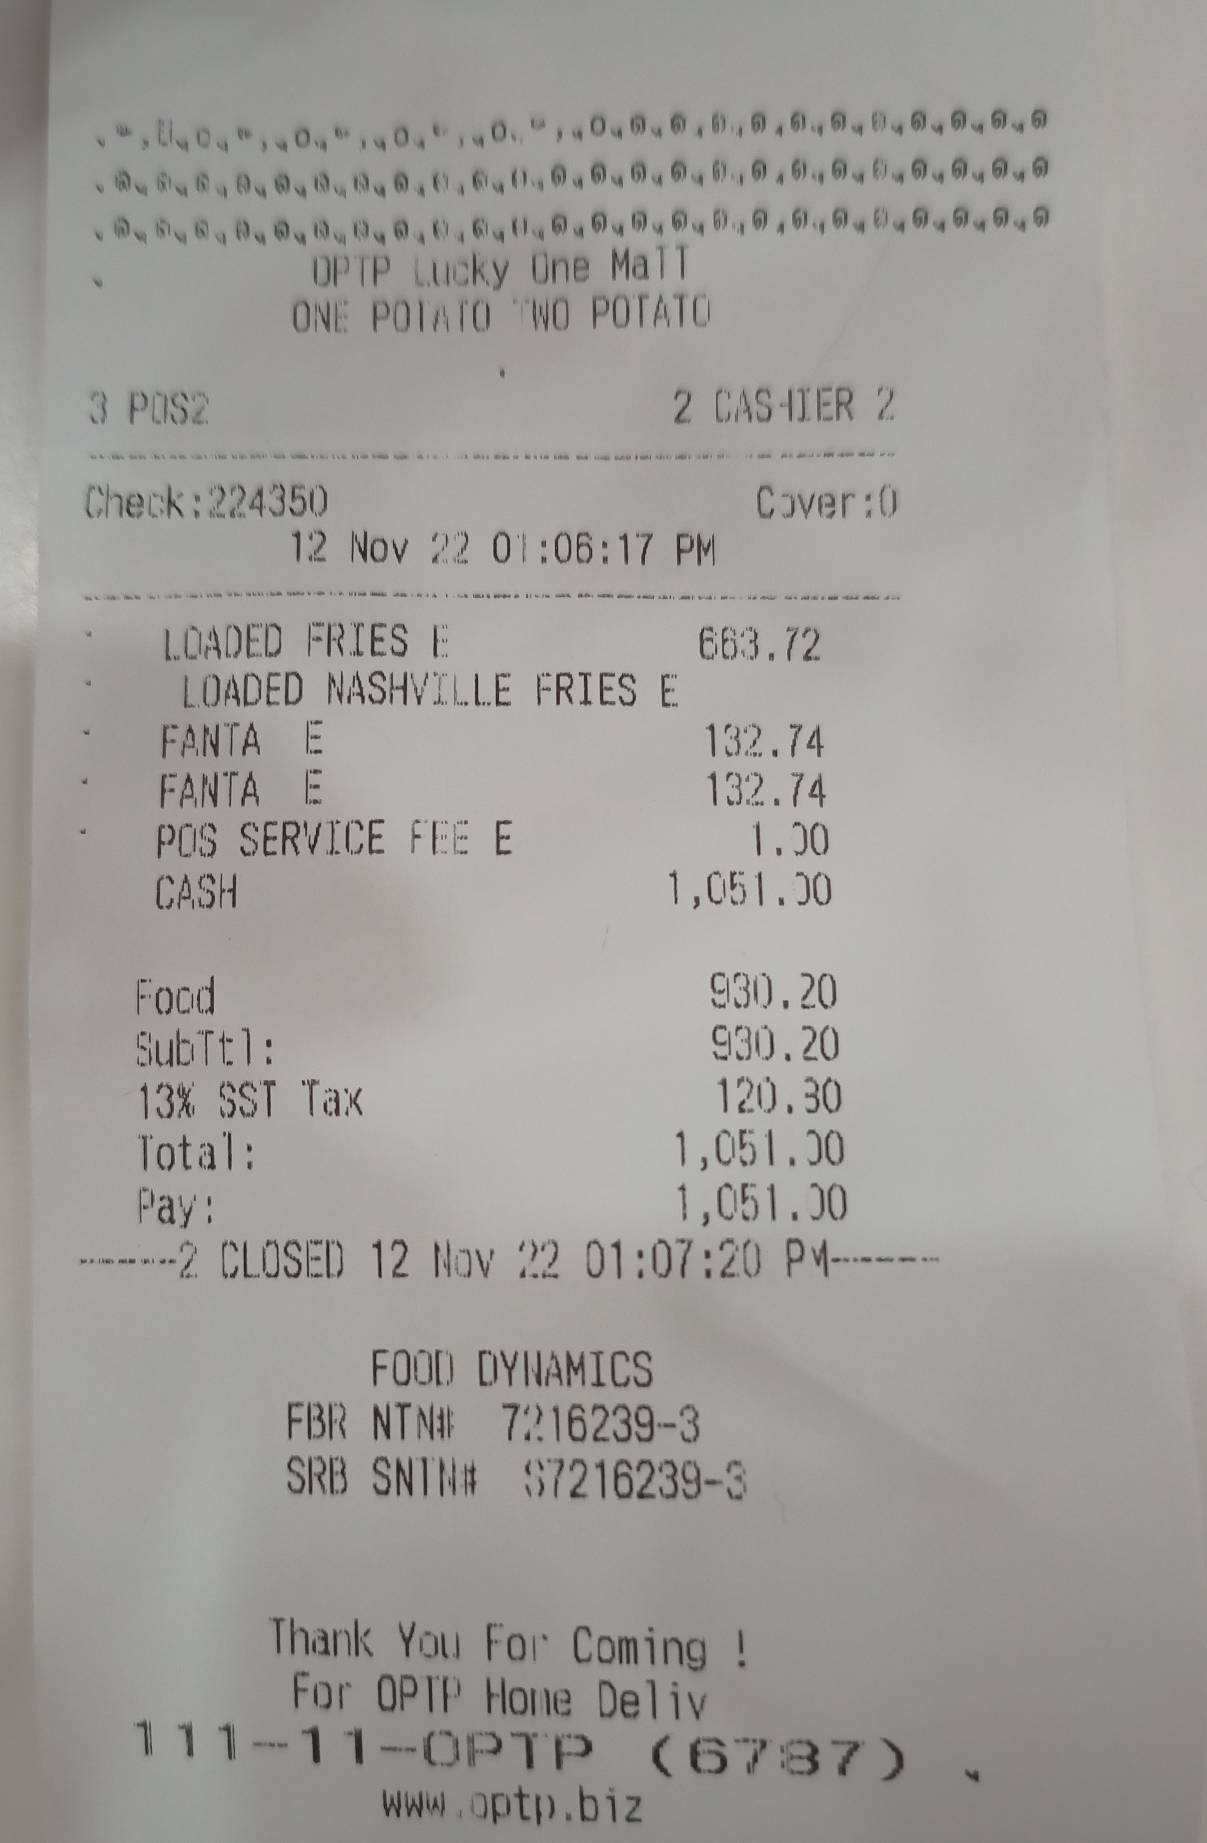 OPTP Lucky One Mall
ONE POTATO TWO POTATO
3 POS2 2 CASHIER 2
Check:224350 Cover:0
12 Nov 22 01:06:17 PM
LOADED FRIES E 663.72
LOADED NASHVILLE FRIES E
FANTA E 132.74
FANTA E 132.74
POS SERVICE FEE E 1.00
CASH 1,051.00
Food 930.20
SubTtl: 930.20
13% SST Tax 120.80
Total: 1,051.00
Pay: 1,051.00
-------2 CLOSED 12 Nov 22 01:07:20 PM-------
FOOD DYNAMICS
FBR NTN# 7216239-3
SRB SNTN# S7216239-3
Thank You For Coming !
For OPTP Home Deliv
111-11-OPTP (6787) .
www.optp.biz